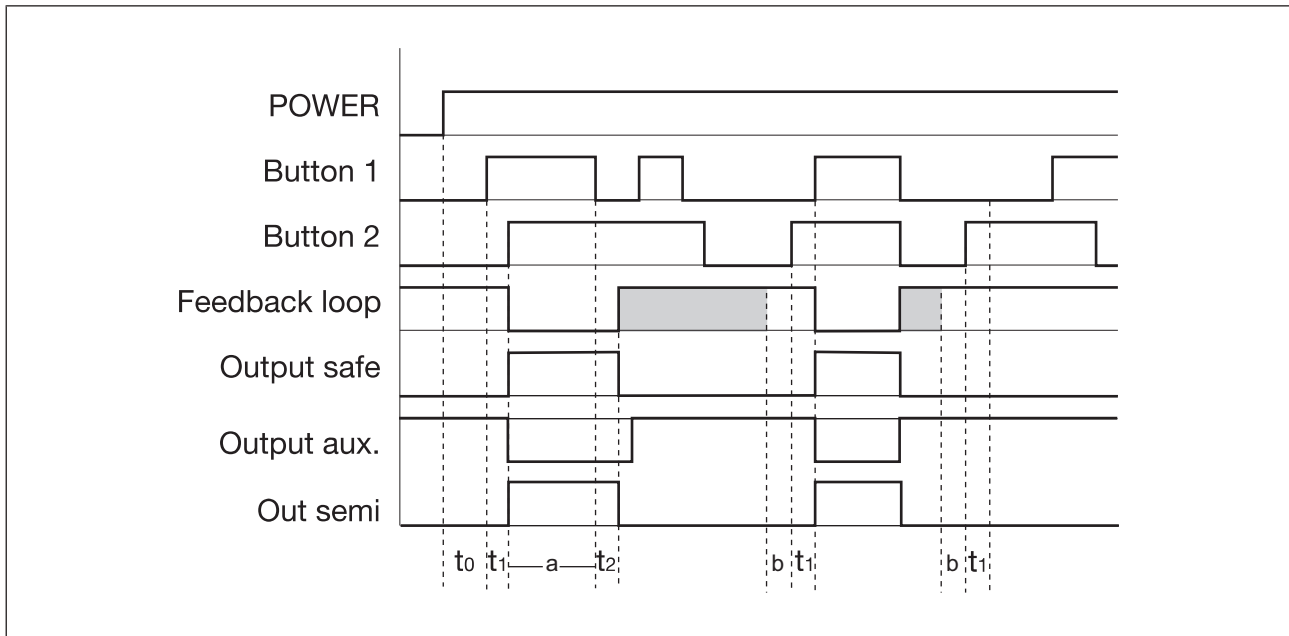 POWER
Button 1
Button 2
Feedback loop
Output safe
Output aux.
Out semi
t0 t1 a t2 b t1 b t1